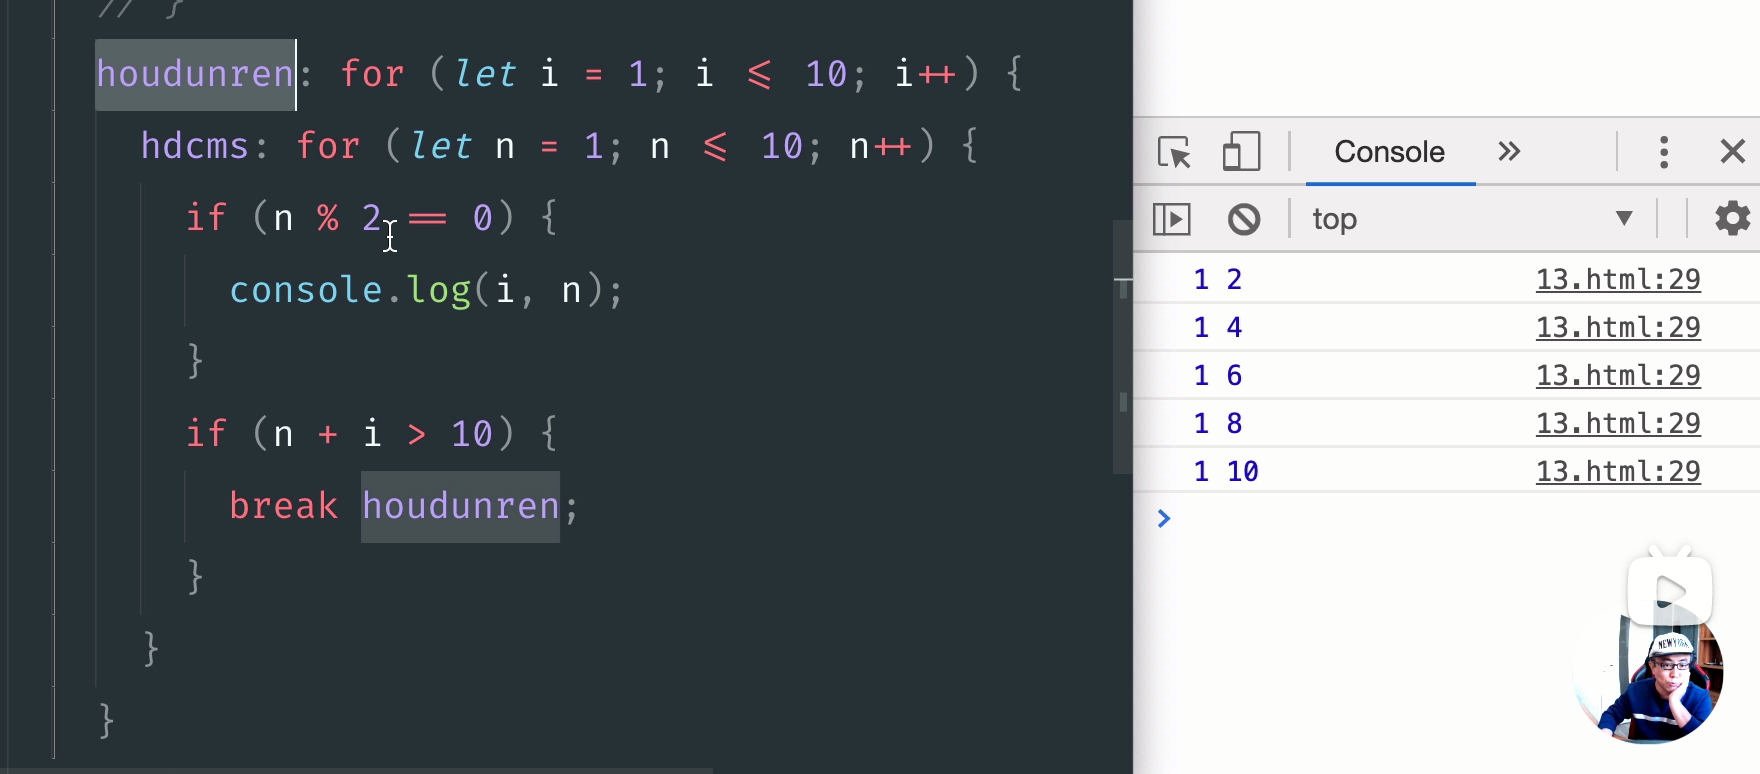 // }
houdunren: for (let i = 1; i <= 10; i++) {
hdcms: for (let n = 1; n <= 10; n++) {
if (n % 2 == 0) {
console.log(i, n);
}
if (n + i > 10) {
break houdunren;
}
}
}
Console »
top
1 2 13.html:29
1 4 13.html:29
1 6 13.html:29
1 8 13.html:29
1 10 13.html:29
>